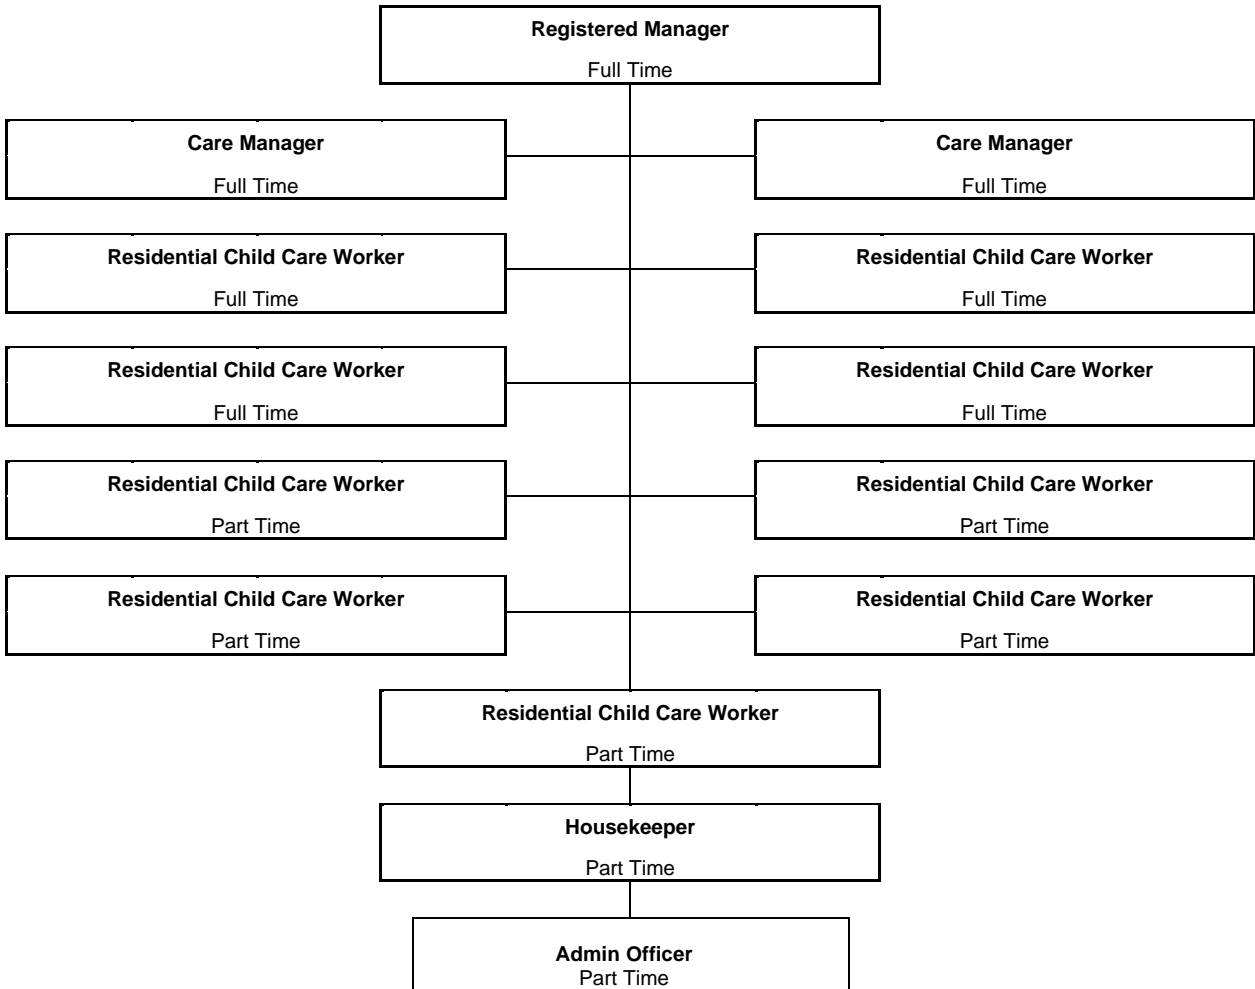 Registered Manager
Full Time
Care Manager
Full Time
Care Manager
Full Time
Residential Child Care Worker
Full Time
Residential Child Care Worker
Full Time
Residential Child Care Worker
Full Time
Residential Child Care Worker
Full Time
Residential Child Care Worker
Part Time
Residential Child Care Worker
Part Time
Residential Child Care Worker
Part Time
Residential Child Care Worker
Part Time
Residential Child Care Worker
Part Time
Housekeeper
Part Time
Admin Officer
Part Time